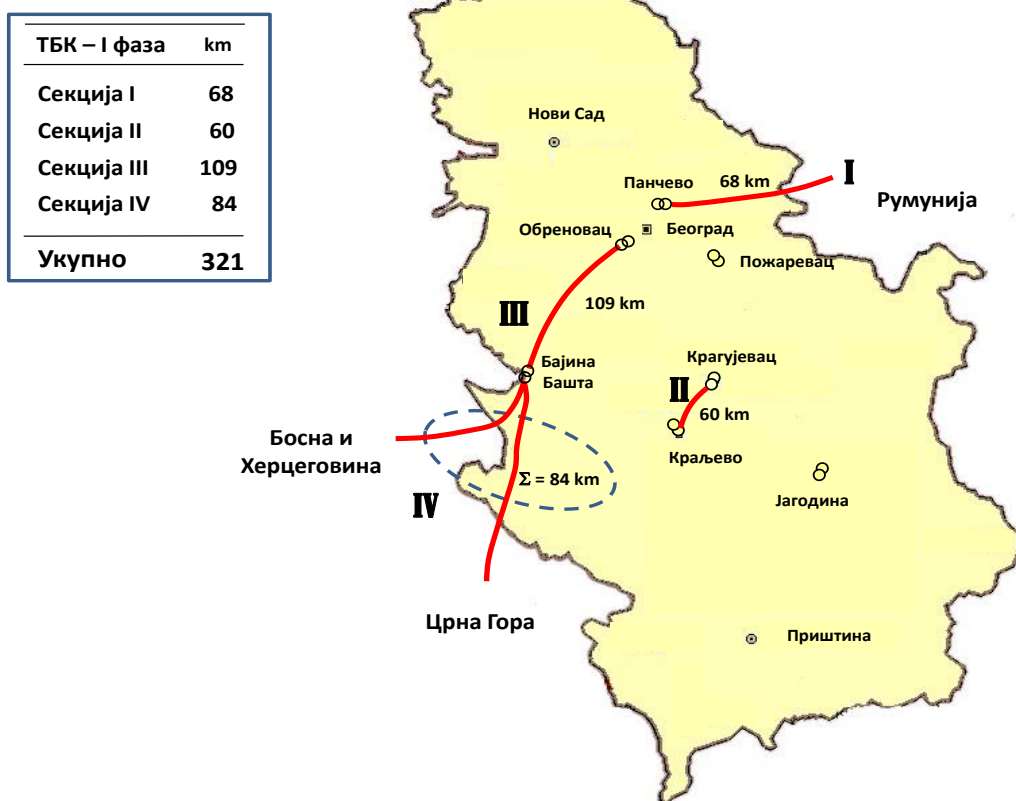 ТБК – I фаза km
Секција I 68
Секција II 60
Секција III 109
Секција IV 84
Укупно 321
Нови Сад
Панчево
68 km
I
Румунија
Обреновац
Београд
Пожаревац
109 km
III
Бајина
Башта
Крагујевац
II
60 km
Краљево
Босна и
Херцеговина
Σ = 84 km
IV
Јагодина
Црна Гора
Приштина